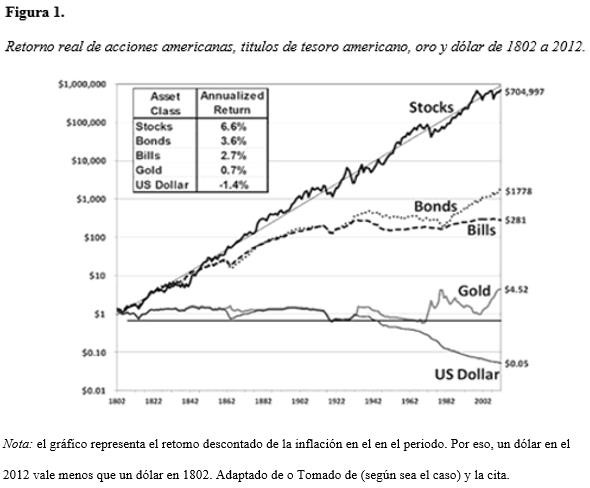 Figura 1.
Retorno real de acciones americanas, titulos de tesoro americano, oro y dólar de 1802 a 2012.
$1,000,000
$100,000
$10,000
$1,000
$100
$10
$1
$0.10
$0.01
Asset Class Annualized Return
Stocks 6.6%
Bonds 3.6%
Bills 2.7%
Gold 0.7%
US Dollar -1.4%
Stocks
$704,997
Bonds
$1778
Bills
$281
Gold
$4.52
US Dollar
$0.05
1802 1822 1842 1862 1882 1902 1922 1942 1962 1982 2002
Nota: el gráfico representa el retorno descontado de la inflación en el en el periodo. Por eso, un dólar en el
2012 vale menos que un dólar en 1802. Adaptado de o Tomado de (según sea el caso) y la cita.